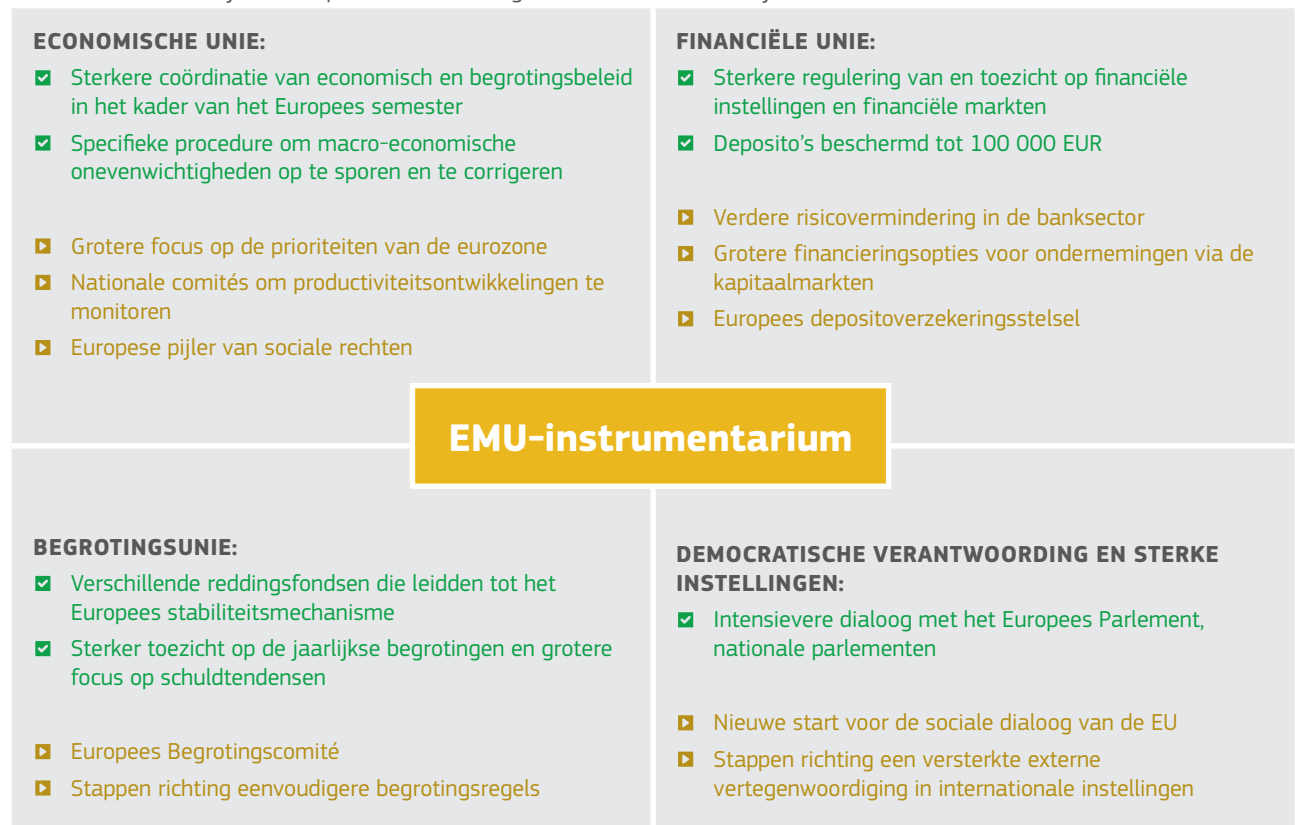 ECONOMISCHE UNIE:
Sterkere coördinatie van economisch en begrotingsbeleid
in het kader van het Europees semester
Specifieke procedure om macro-economische
onevenwichtigheden op te sporen en te corrigeren
Grotere focus op de prioriteiten van de eurozone
Nationale comités om productiviteitsontwikkelingen te
monitoren
Europese pijler van sociale rechten
FINANCIËLE UNIE:
Sterkere regulering van en toezicht op financiële
instellingen en financiële markten
Deposito's beschermd tot 100 000 EUR
Verdere risicovermindering in de banksector
Grotere financieringsopties voor ondernemingen via de
kapitaalmarkten
Europees depositoverzekeringsstelsel
EMU-instrumentarium
BEGROTINGSUNIE:
Verschillende reddingsfondsen die leidden tot het
Europees stabiliteitsmechanisme
Sterker toezicht op de jaarlijkse begrotingen en grotere
focus op schuldtendensen
Europees Begrotingscomité
Stappen richting eenvoudigere begrotingsregels
DEMOCRATISCHE VERANTWOORDING EN STERKE
INSTELLINGEN:
Intensievere dialoog met het Europees Parlement,
nationale parlementen
Nieuwe start voor de sociale dialoog van de EU
Stappen richting een versterkte externe
vertegenwoordiging in internationale instellingen